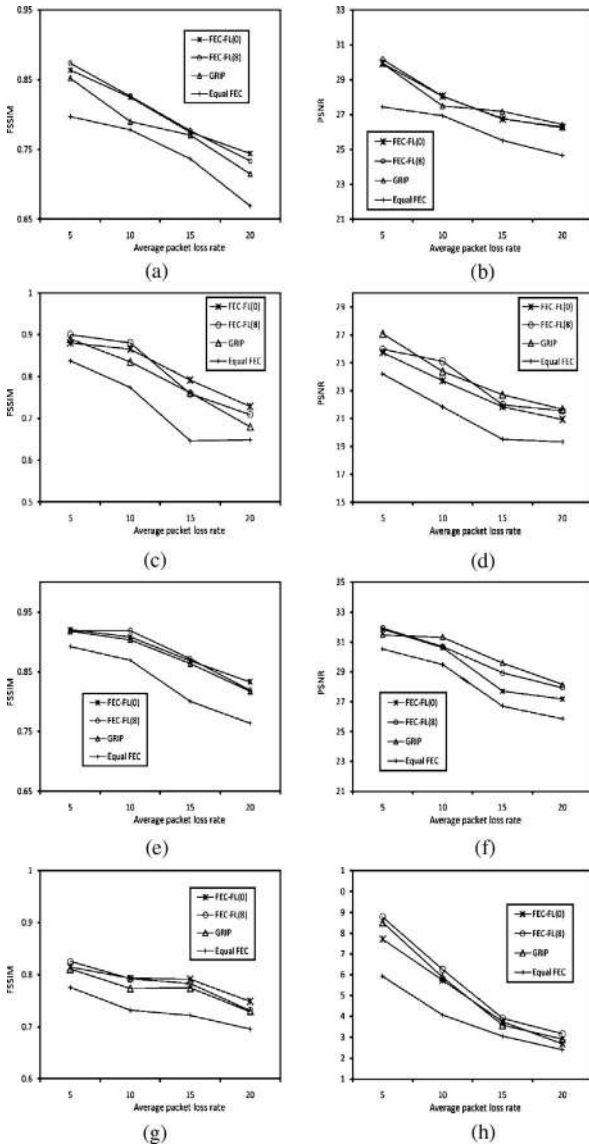 0.95
0.85
0.75
0.65
FSSIM
FEC-FL(0)
FEC-FL(8)
GRIP
Equal FEC
5 10 15 20
Average packet loss rate
(a)
33
31
29
27
25
23
21
PSNR
FEC-FL(0)
FEC-FL(8)
GRIP
Equal FEC
5 10 15 20
Average packet loss rate
(b)
1
0.9
0.8
0.7
0.6
0.5
FSSIM
FEC-FL(0)
FEC-FL(8)
GRIP
Equal FEC
5 10 15 20
Average packet loss rate
(c)
29
27
25
23
21
19
17
15
PSNR
FEC-FL(0)
FEC-FL(8)
GRIP
Equal FEC
5 10 15 20
Average packet loss rate
(d)
0.95
0.85
0.75
0.65
FSSIM
FEC-FL(0)
FEC-FL(8)
GRIP
Equal FEC
5 10 15 20
Average packet loss rate
(e)
35
33
31
29
27
25
23
21
PSNR
FEC-FL(0)
FEC-FL(8)
GRIP
Equal FEC
5 10 15 20
Average packet loss rate
(f)
1
0.9
0.8
0.7
0.6
FSSIM
FEC-FL(0)
FEC-FL(8)
GRIP
Equal FEC
5 10 15 20
Average packet loss rate
(g)
1
0
9
8
7
6
5
4
3
2
1
PSNR
FEC-FL(0)
FEC-FL(8)
GRIP
Equal FEC
5 10 15 20
Average packet loss rate
(h)